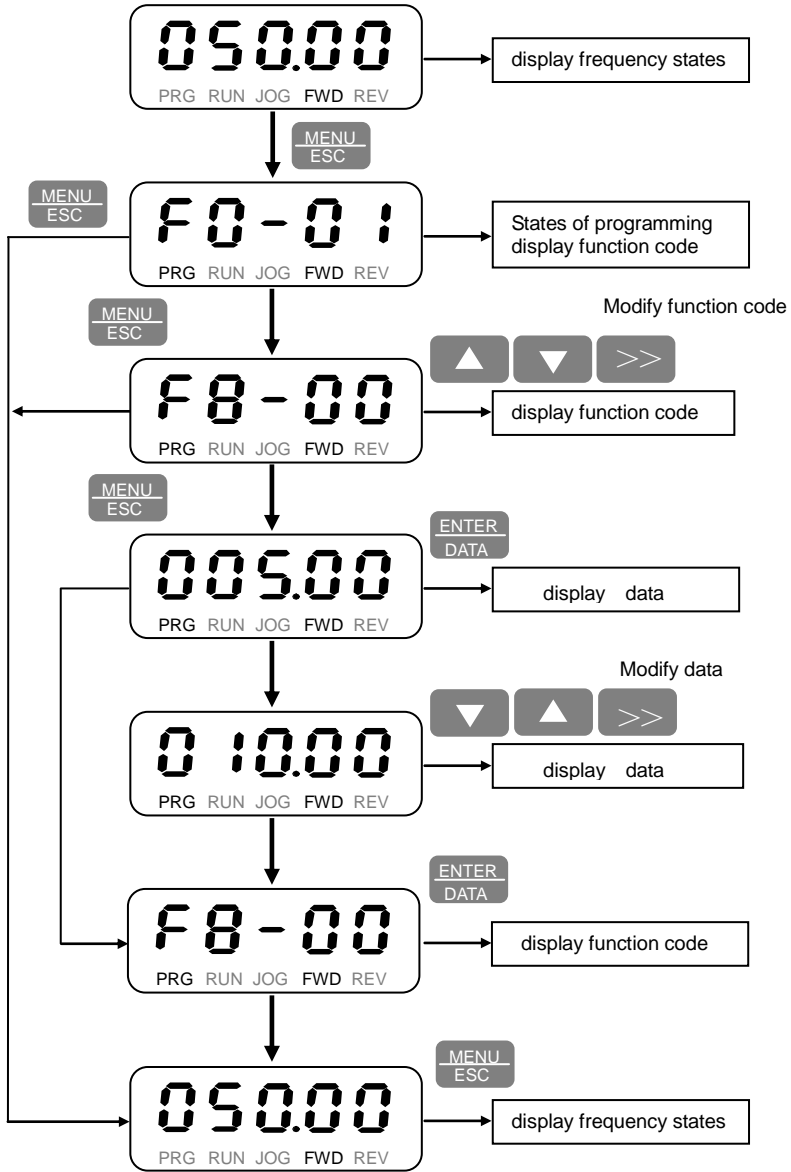 050.00
PRG RUN JOG FWD REV
display frequency states
MENU
ESC
MENU
ESC
F0-01
PRG RUN JOG FWD REV
States of programming
display function code
MENU
ESC
Modify function code
>>
F8-00
PRG RUN JOG FWD REV
display function code
MENU
ESC
ENTER
DATA
005.00
PRG RUN JOG FWD REV
display data
Modify data
>>
010.00
PRG RUN JOG FWD REV
display data
ENTER
DATA
F8-00
PRG RUN JOG FWD REV
display function code
MENU
ESC
050.00
PRG RUN JOG FWD REV
display frequency states